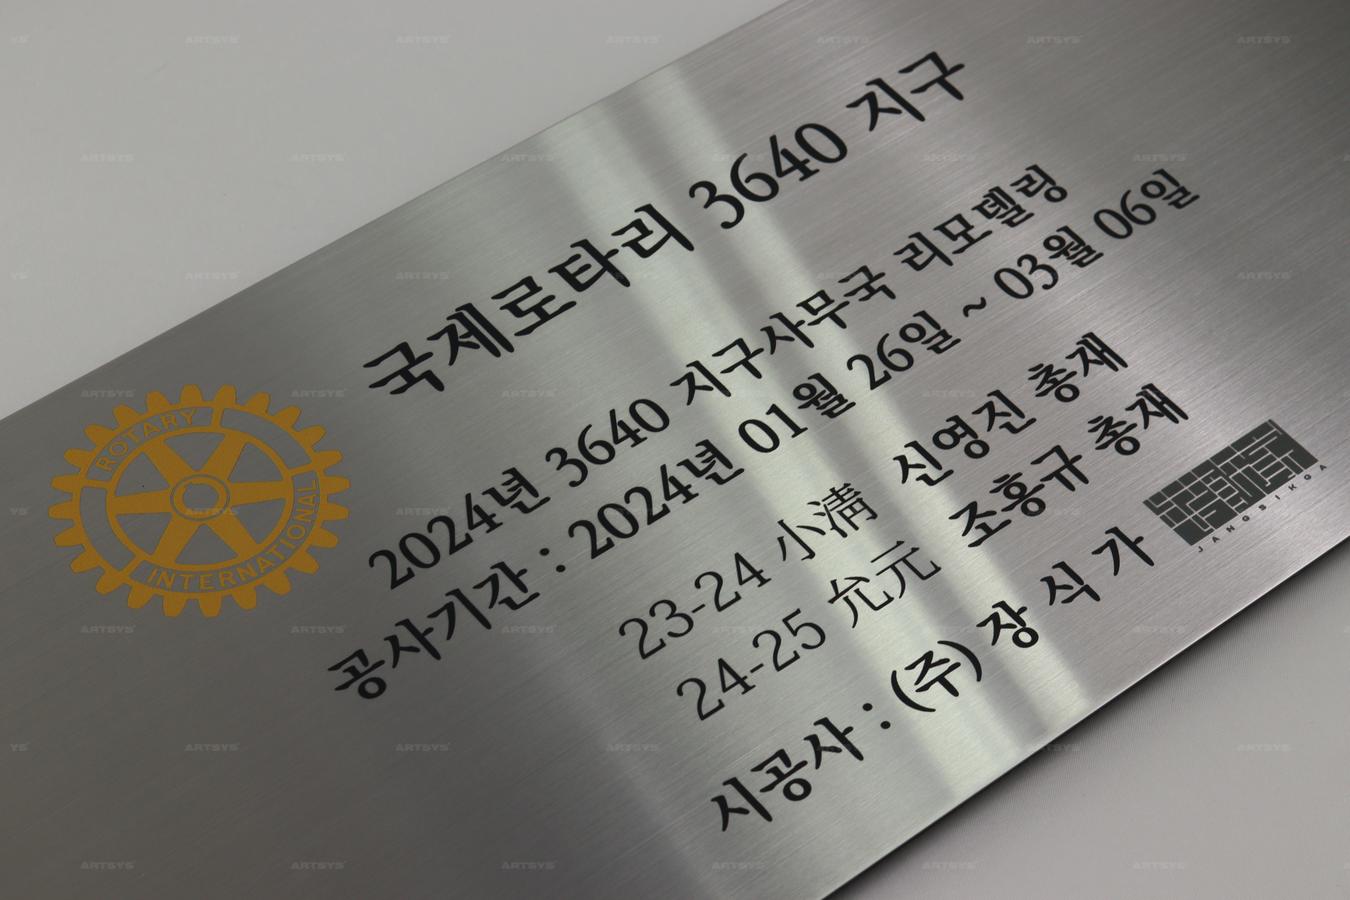 국제로타리 3640 지구
ROTARY
INTERNATIONAL
2024년 3640 지구사무국 리모델링
공사기간 : 2024년 01월 26일 ~ 03월 06일
23-24 小淸 신영진 총재
24-25 允元 조홍규 총재
시공사 : (주) 장 식 가
JANGSIKGA
ARTSYS